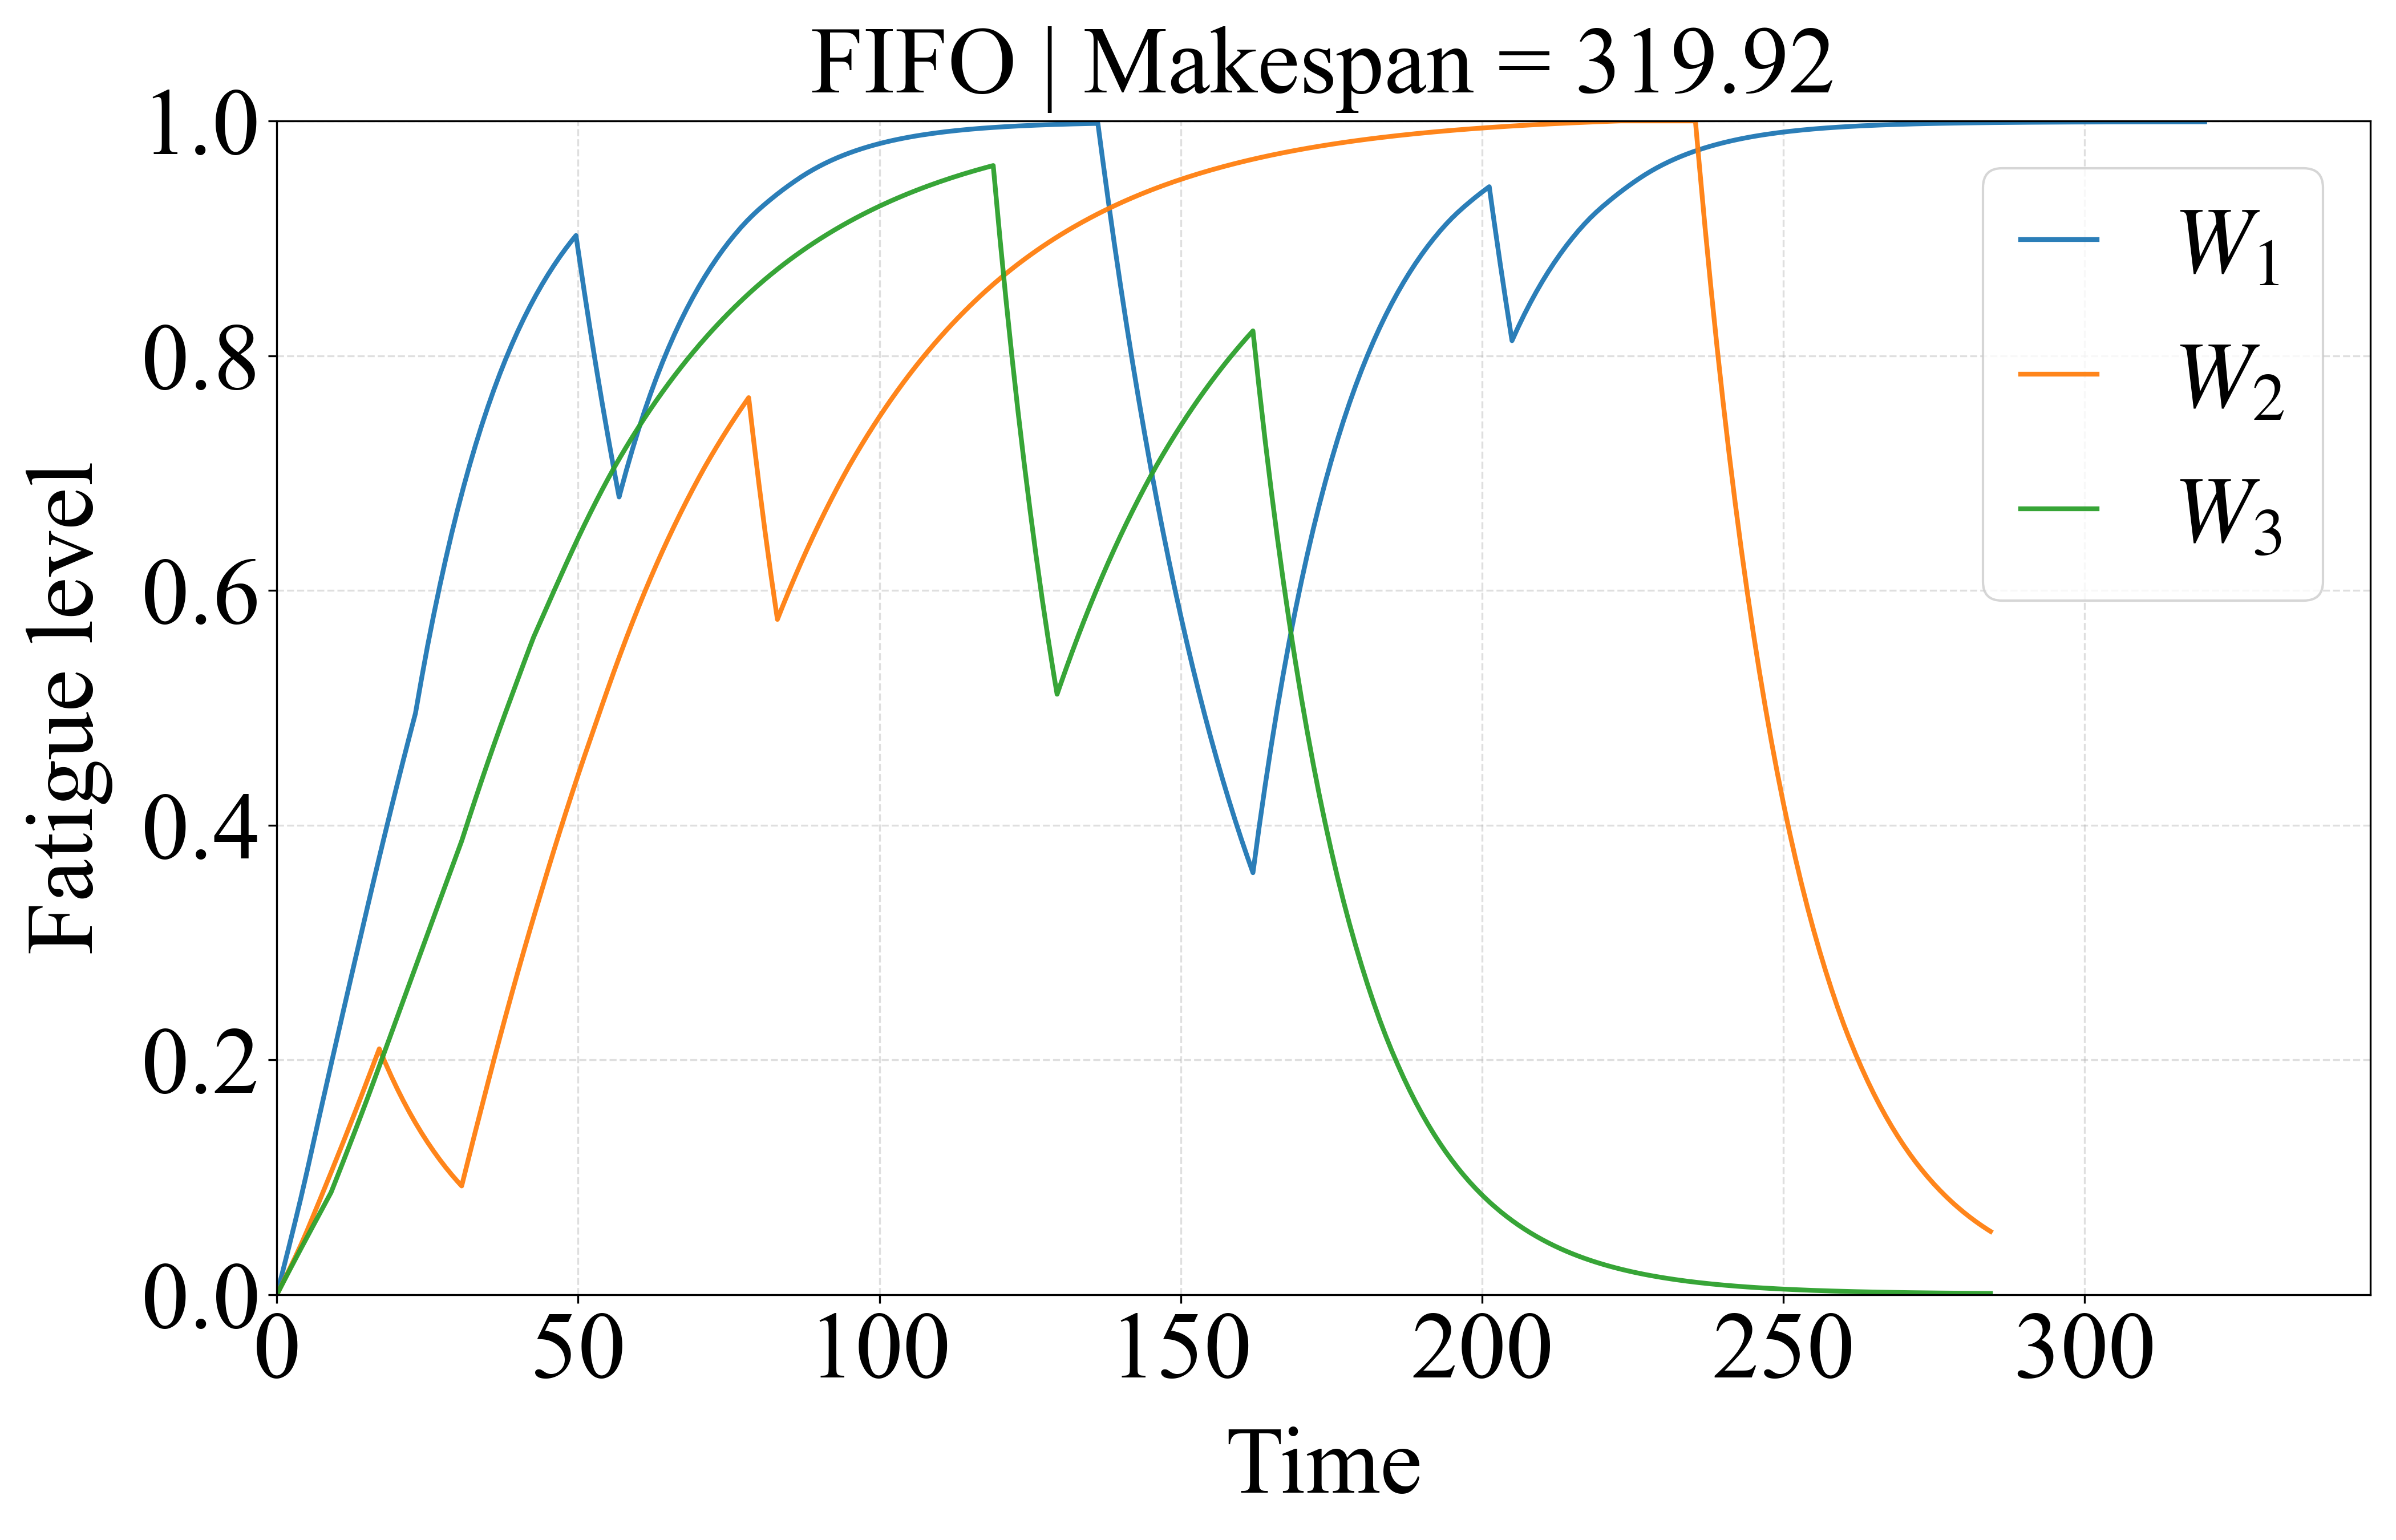 FIFO | Makespan = 319.92
1.0
0.8
0.6
0.4
0.2
0.0
Fatigue level
W₁
W₂
W₃
0 50 100 150 200 250 300
Time